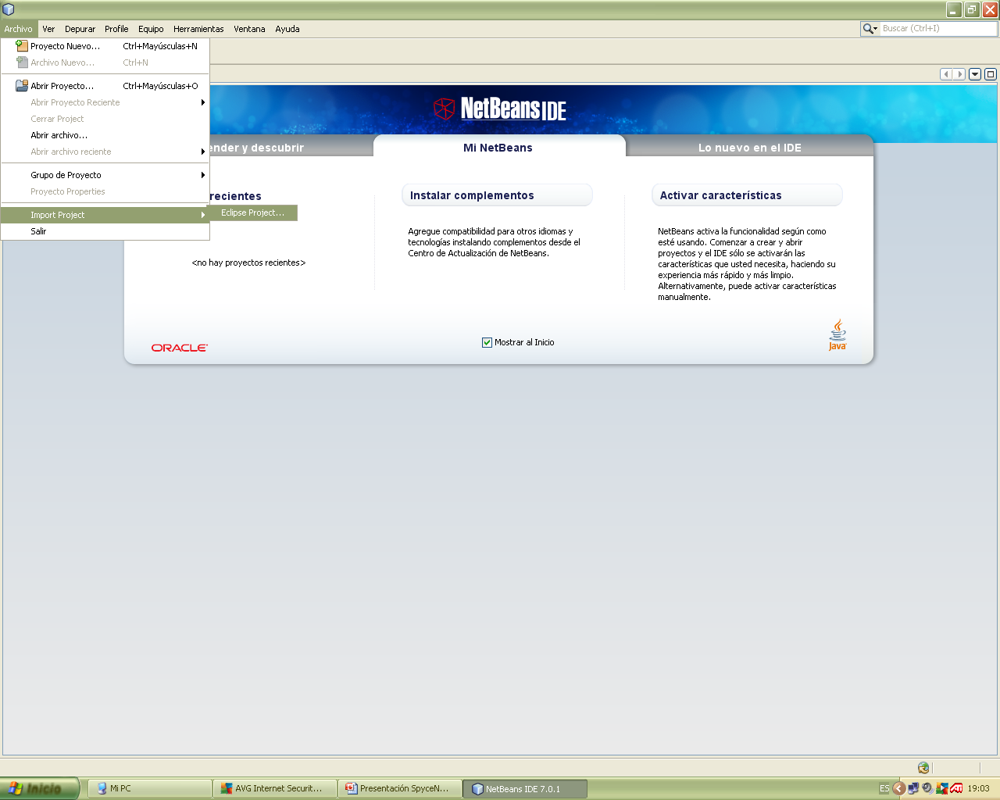 Archivo Ver Depurar Profile Equipo Herramientas Ventana Ayuda
Buscar (Ctrl+I)
Proyecto Nuevo... Ctrl+Mayúsculas+N
Archivo Nuevo... Ctrl+N
Abrir Proyecto... Ctrl+Mayúsculas+O
Abrir Proyecto Reciente
Cerrar Project
Abrir archivo...
Abrir archivo reciente
Grupo de Proyecto
Proyecto Properties
Import Project
Eclipse Project...
Salir
NetBeans IDE
ender y descubrir
Mi NetBeans
Lo nuevo en el IDE
recientes
<no hay proyectos recientes>
Instalar complementos
Agregue compatibilidad para otros idiomas y
tecnologías instalando complementos desde el
Centro de Actualización de NetBeans.
Activar características
NetBeans activa la funcionalidad según como
esté usando. Comenzar a crear y abrir
proyectos y el IDE sólo se activarán las
características que usted necesita, haciendo su
experiencia más rápido y más limpio.
Alternativamente, puede activar características
manualmente.
ORACLE
Mostrar al Inicio
Java
Inicio
Mi PC
AVG Internet Securit...
Presentación SpyceN...
NetBeans IDE 7.0.1
ES
19:03